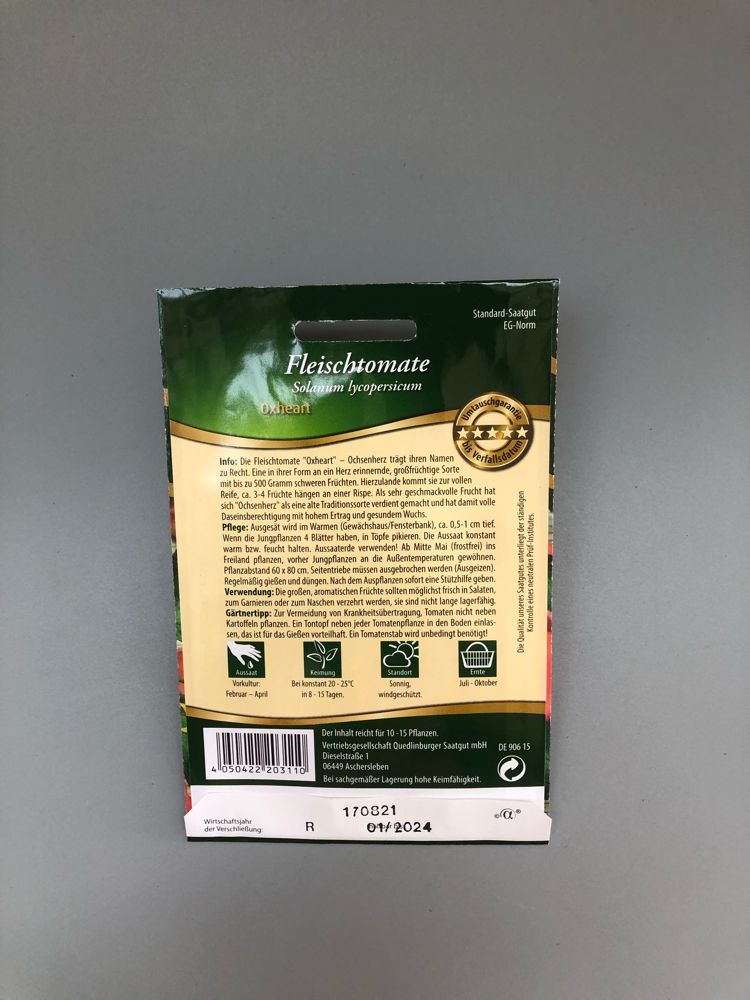 Standard-Saatgut
EG-Norm
Fleischtomate
Solanum lycopersicum
Oxheart
Umtauschgarantie
bis Verfallsdatum
Info: Die Fleischtomate "Oxheart" – Ochsenherz trägt ihren Namen
zu Recht. Eine in ihrer Form an ein Herz erinnernde, großfrüchtige Sorte
mit bis zu 500 Gramm schweren Früchten. Hierzulande kommt sie zur vollen
Reife, ca. 3-4 Früchte hängen an einer Rispe. Als sehr geschmackvolle Frucht hat
sich "Ochsenherz" als eine alte Traditionssorte verdient gemacht und hat damit volle
Daseinsberechtigung mit hohem Ertrag und gesundem Wuchs.
Pflege: Ausgesät wird im Warmen (Gewächshaus/Fensterbank), ca. 0,5-1 cm tief.
Wenn die Jungpflanzen 4 Blätter haben, in Töpfe pikieren. Die Aussaat konstant
warm bzw. feucht halten. Aussaaterde verwenden! Ab Mitte Mai (frostfrei) ins
Freiland pflanzen, vorher Jungpflanzen an die Außentemperaturen gewöhnen.
Pflanzabstand 60 x 80 cm. Seitentriebe müssen ausgebrochen werden (Ausgeizen).
Regelmäßig gießen und düngen. Nach dem Auspflanzen sofort eine Stützhilfe geben.
Verwendung: Die großen, aromatischen Früchte sollten möglichst frisch in Salaten,
zum Garnieren oder zum Naschen verzehrt werden, sie sind nicht lange lagerfähig.
Gärtnertipp: Zur Vermeidung von Krankheitsübertragung, Tomaten nicht neben
Kartoffeln pflanzen. Ein Tontopf neben jeder Tomatenpflanze in den Boden einlas-
sen, das ist für das Gießen vorteilhaft. Ein Tomatenstab wird unbedingt benötigt!
Die Qualität unseres Saatgutes unterliegt der ständigen
Kontrolle eines neutralen Prüf-Institutes.
Aussaat
Vorkultur:
Februar – April
Keimung
Bei konstant 20 - 25°C
in 8 - 15 Tagen.
Standort
Sonnig,
windgeschützt.
Ernte
Juli - Oktober
Der Inhalt reicht für 10 -15 Pflanzen.
Vertriebsgesellschaft Quedlinburger Saatgut mbH
Dieselstraße 1
06449 Aschersleben
Bei sachgemäßer Lagerung hohe Keimfähigkeit.
DE 906 15
4 050422 203110
Wirtschaftsjahr
der Verschließung:
R
170821
01/2024
©α®